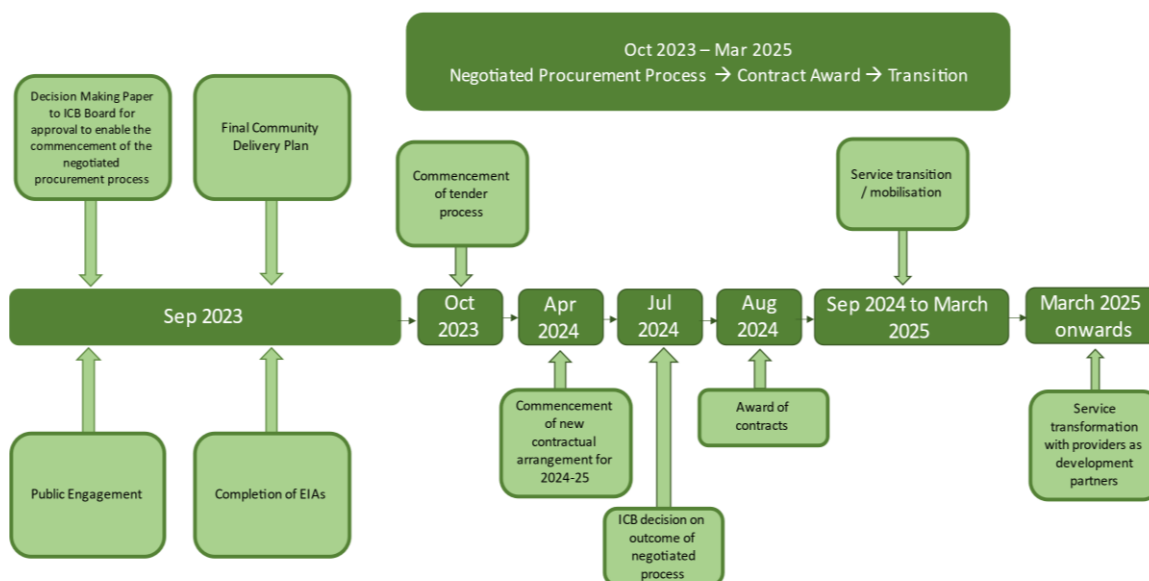 Oct 2023 – Mar 2025
Negotiated Procurement Process → Contract Award → Transition
Decision Making Paper
to ICB Board for
approval to enable the
commencement of the
negotiated
procurement process
Final Community
Delivery Plan
Commencement
of tender
process
Service transition
/ mobilisation
Sep 2023
Oct
2023
Apr
2024
Jul
2024
Aug
2024
Sep 2024 to March
2025
March 2025
onwards
Public Engagement
Completion of EIAs
Commencement
of new
contractual
arrangement for
2024-25
ICB decision on
outcome of
negotiated
process
Award of
contracts
Service
transformation
with providers as
development
partners